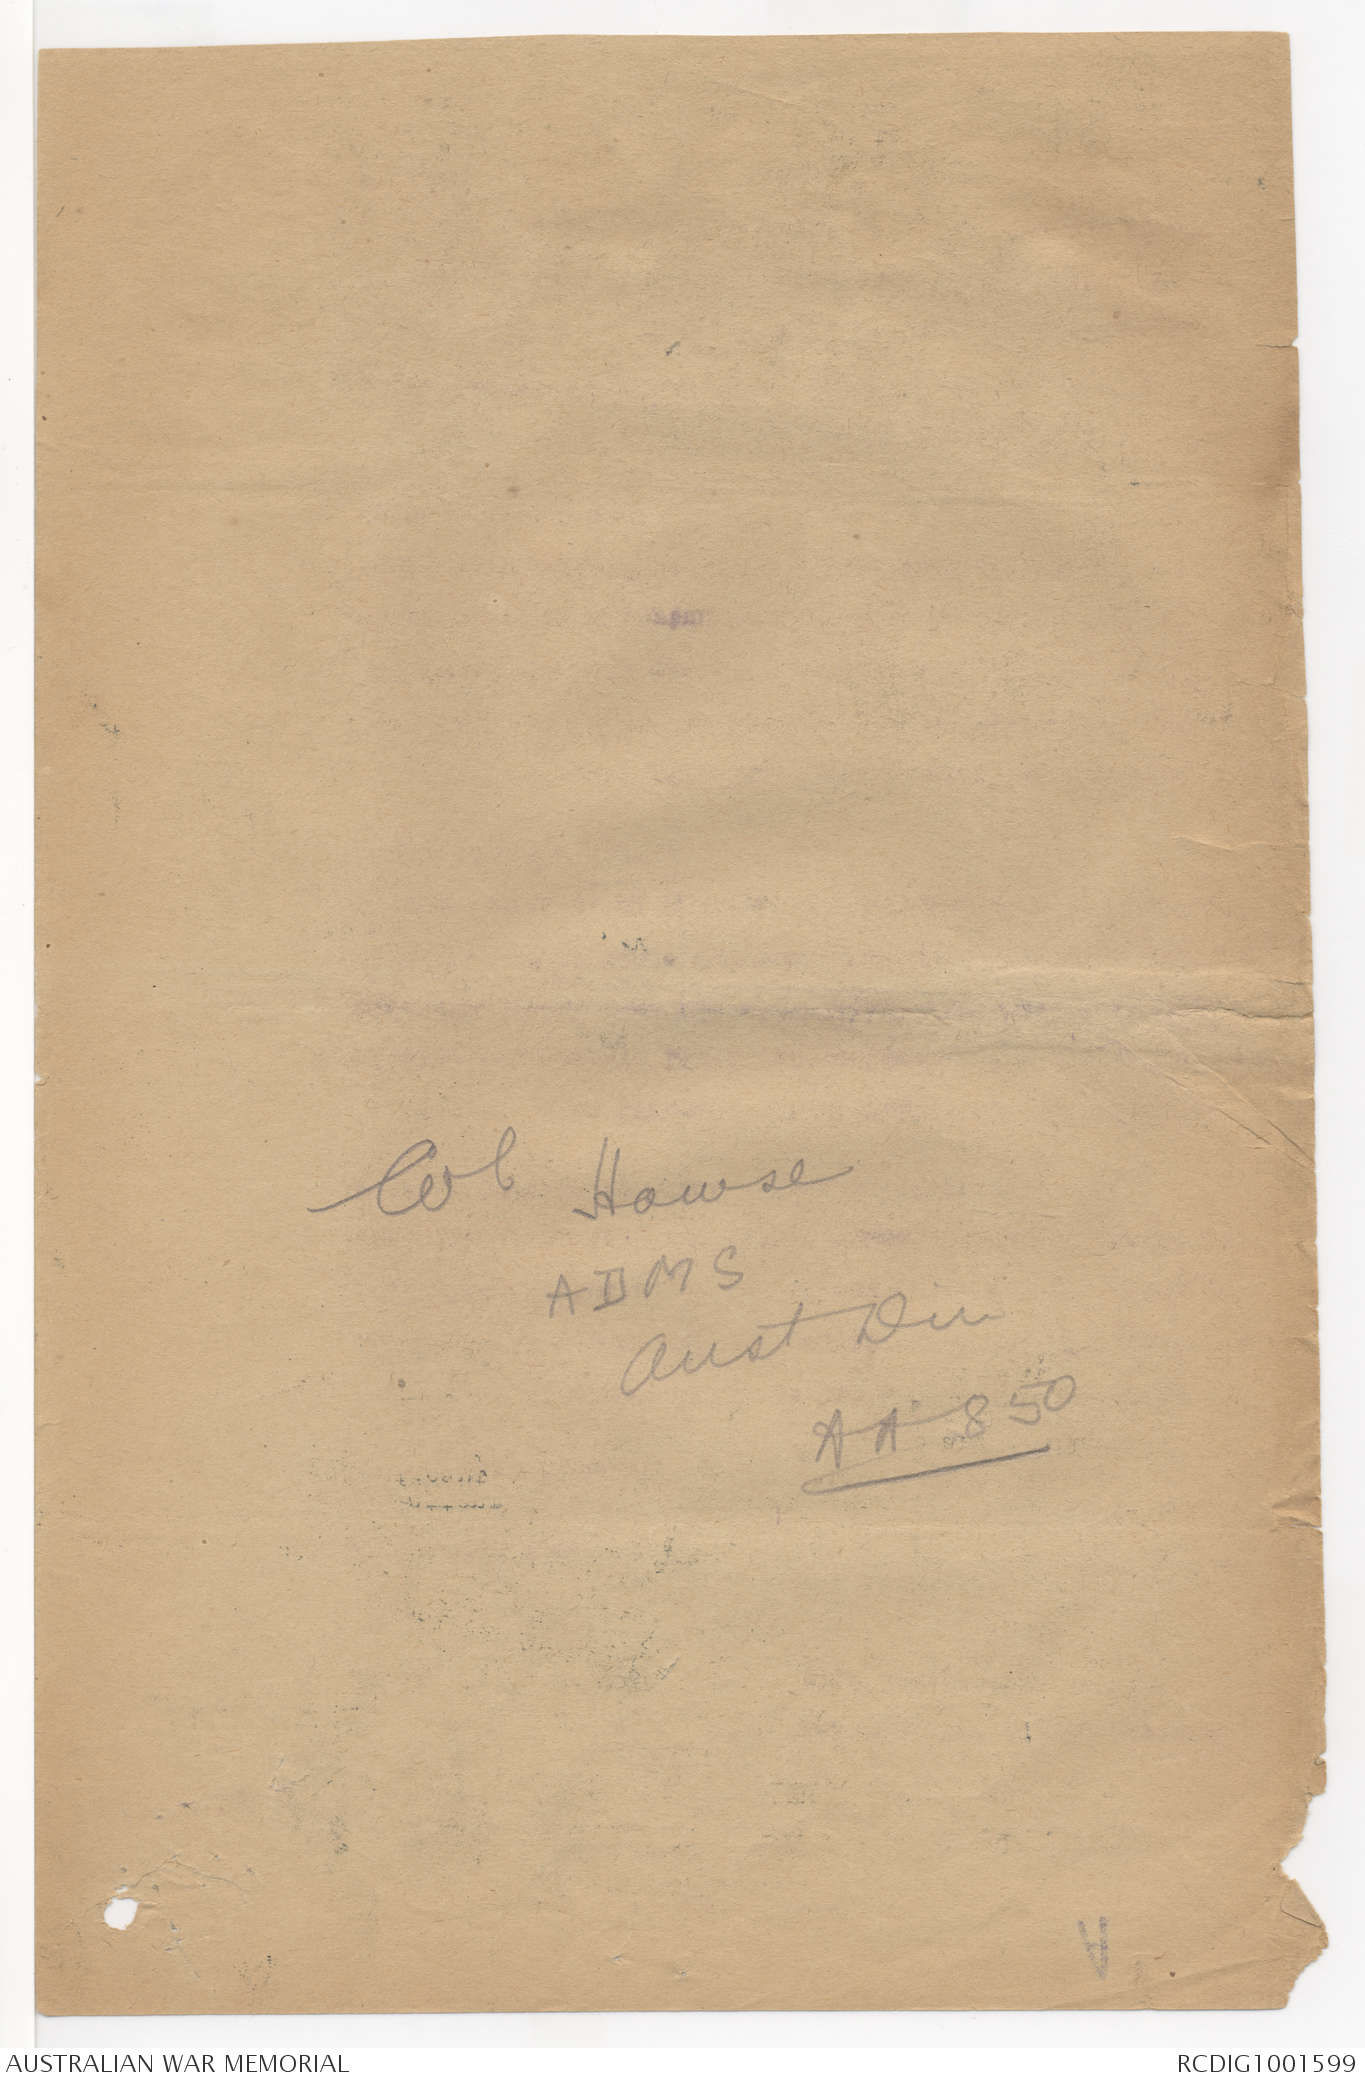 Col Howse
ADMS
Aust Div
AA 850
AUSTRALIAN WAR MEMORIAL
RCDIG1001599